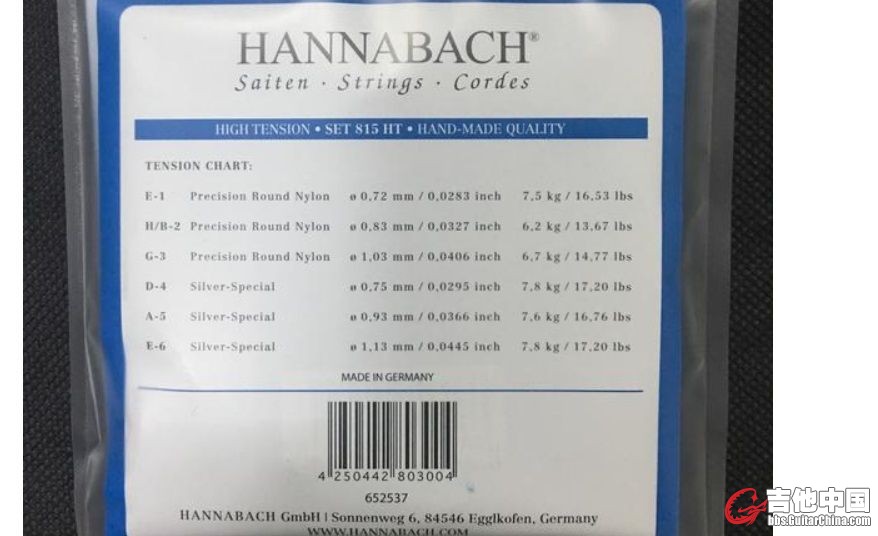 HANNABACH®
Saiten · Strings · Cordes
HIGH TENSION • SET 815 HT • HAND-MADE QUALITY
TENSION CHART:
E-1 Precision Round Nylon ø 0,72 mm / 0,0283 inch 7,5 kg / 16,53 lbs
H/B-2 Precision Round Nylon ø 0,83 mm / 0,0327 inch 6,2 kg / 13,67 lbs
G-3 Precision Round Nylon ø 1,03 mm / 0,0406 inch 6,7 kg / 14,77 lbs
D-4 Silver-Special ø 0,75 mm / 0,0295 inch 7,8 kg / 17,20 lbs
A-5 Silver-Special ø 0,93 mm / 0,0366 inch 7,6 kg / 16,76 lbs
E-6 Silver-Special ø 1,13 mm / 0,0445 inch 7,8 kg / 17,20 lbs
MADE IN GERMANY
4 250442 803004
652537
HANNABACH GmbH | Sonnenweg 6, 84546 Egglkofen, Germany
WWW.HANNABACH.COM
吉他中国
bbs.GuitarChina.com